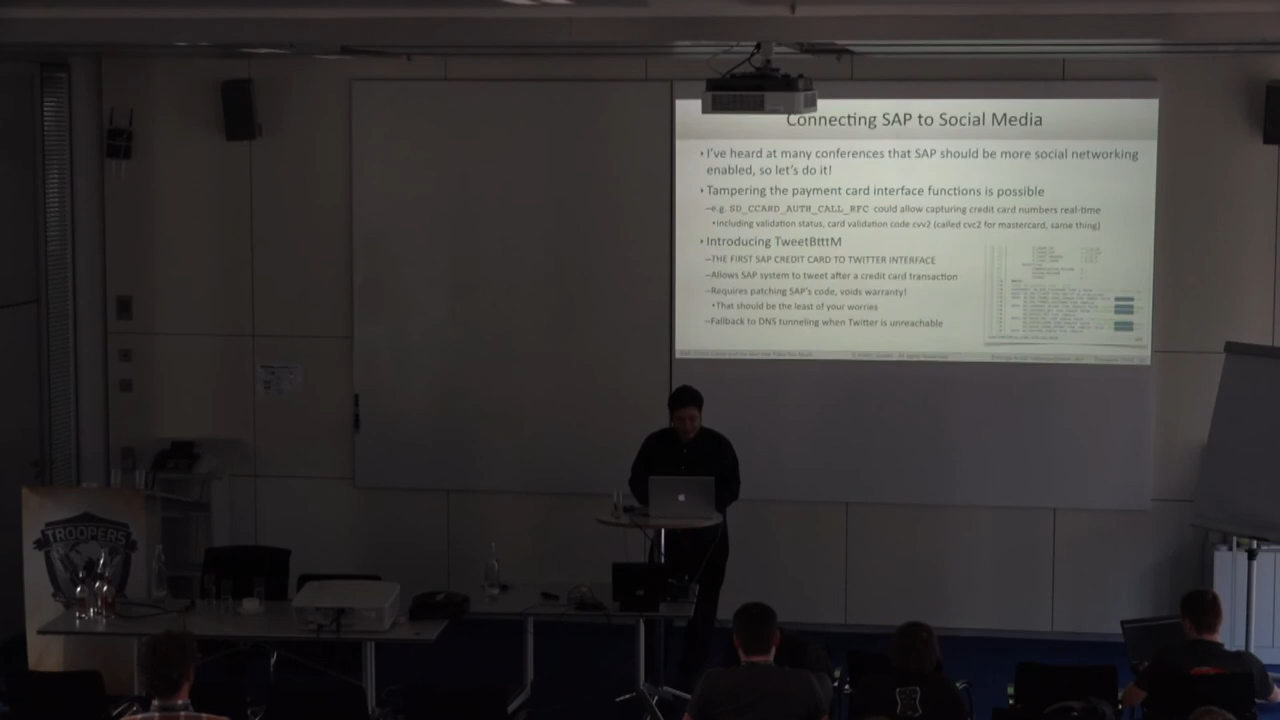 Connecting SAP to Social Media
I've heard at many conferences that SAP should be more social networking
enabled, so let's do it!
Tampering the payment card interface functions is possible
–e.g. SD_CCARD_AUTH_CALL_RFC could allow capturing credit card numbers real-time
•Including validation status, card validation code cvv2 (called cvc2 for mastercard, same thing)
Introducing TweetBtttM
–THE FIRST SAP CREDIT CARD TO TWITTER INTERFACE
–Allows SAP system to tweet after a credit card transaction
–Requires patching SAP's code, voids warranty!
•That should be the least of your worries
–Fallback to DNS tunneling when Twitter is unreachable
TROOPERS